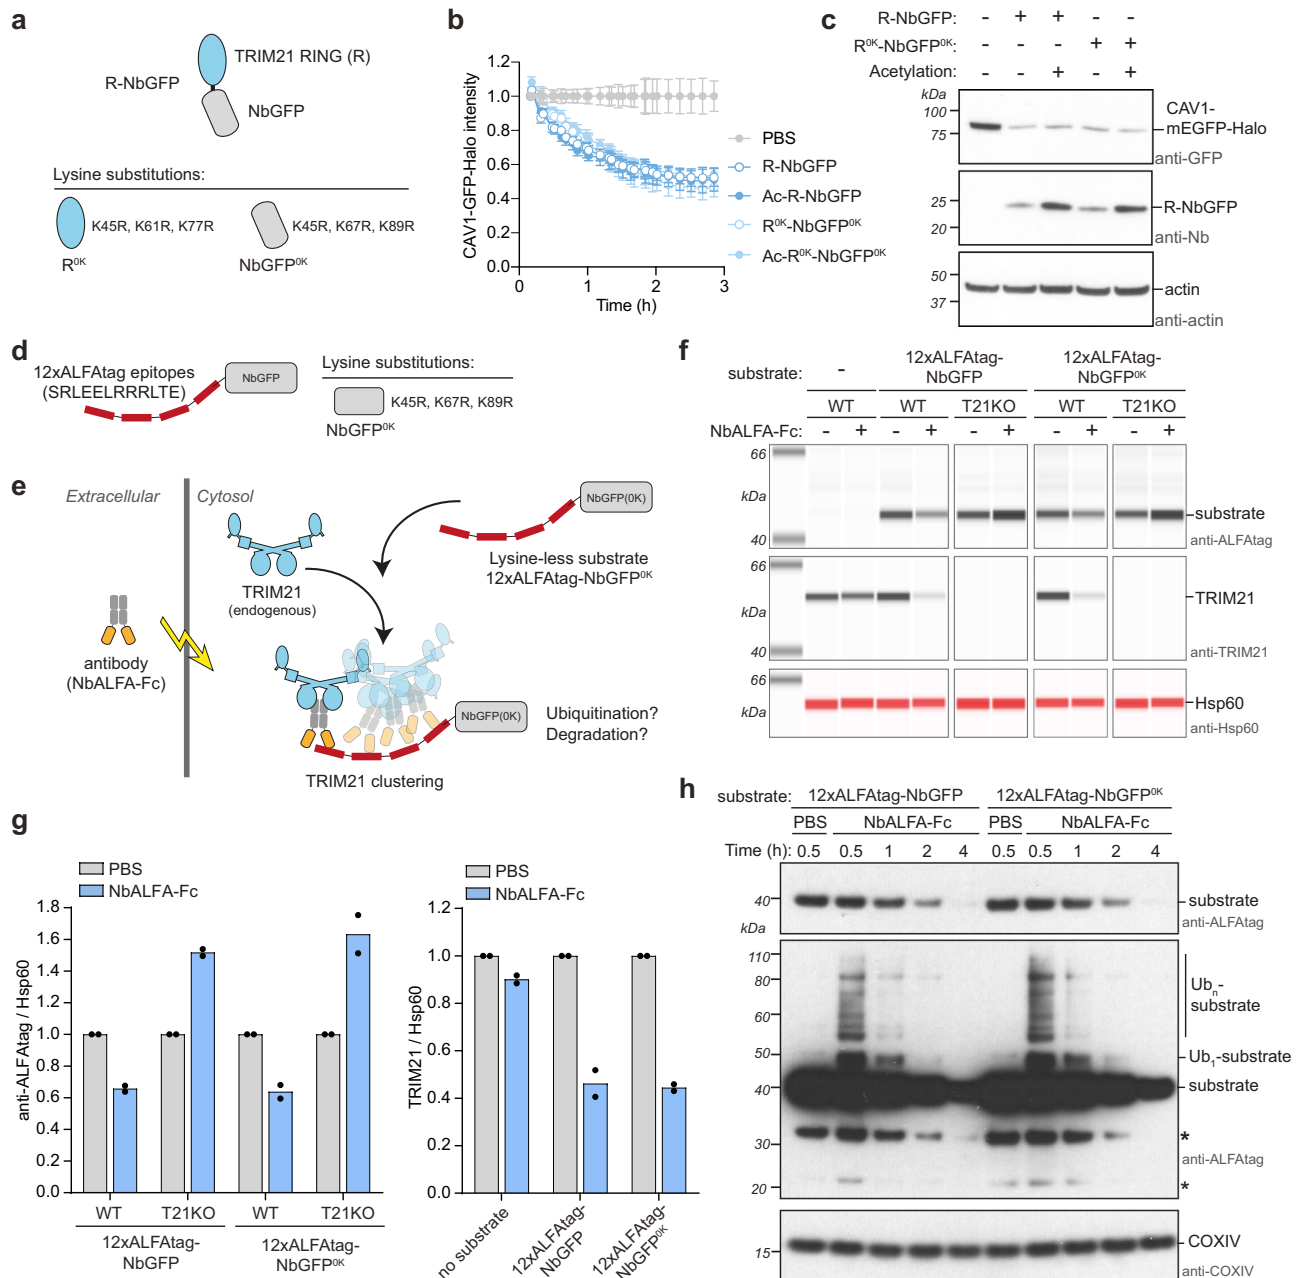 a
TRIM21 RING (R)
R-NbGFP
NbGFP
Lysine substitutions:
K45R, K61R, K77R
K45R, K67R, K89R
R0K
NbGFP0K
b
CAV1-GFP-Halo intensity
1.2
1.0
0.8
0.6
0.4
0.2
0.0
0 1 2 3
Time (h)
PBS
R-NbGFP
Ac-R-NbGFP
R0K-NbGFP0K
Ac-R0K-NbGFP0K
c
R-NbGFP: - + + - -
R0K-NbGFP0K: - - - + +
Acetylation: - - + - +
kDa
100
75
CAV1-
mEGFP-Halo
anti-GFP
25
20
R-NbGFP
anti-Nb
50
37
actin
anti-actin
d
12xALFAtag epitopes
(SRLEELRRRLTE)
NbGFP
Lysine substitutions:
K45R, K67R, K89R
NbGFP0K
e
Extracellular
Cytosol
TRIM21
(endogenous)
antibody
(NbALFA-Fc)
NbGFP(0K)
Lysine-less substrate
12xALFAtag-NbGFP0K
NbGFP(0K)
Ubiquitination?
Degradation?
TRIM21 clustering
f
substrate: - 12xALFAtag-NbGFP 12xALFAtag-NbGFP0K
WT WT T21KO WT T21KO
NbALFA-Fc: - + - + - + - + - +
66
kDa
40
substrate
anti-ALFAtag
66
kDa
40
TRIM21
anti-TRIM21
66
kDa
Hsp60
anti-Hsp60
g
PBS
NbALFA-Fc
anti-ALFAtag / Hsp60
1.8
1.6
1.4
1.2
1.0
0.8
0.6
0.4
0.2
0.0
WT T21KO WT T21KO
12xALFAtag-NbGFP
12xALFAtag-NbGFP0K
PBS
NbALFA-Fc
TRIM21 / Hsp60
1.2
1.0
0.8
0.6
0.4
0.2
0.0
no substrate
12xALFAtag-NbGFP
12xALFAtag-NbGFP0K
h
substrate: 12xALFAtag-NbGFP 12xALFAtag-NbGFP0K
PBS NbALFA-Fc PBS NbALFA-Fc
Time (h): 0.5 0.5 1 2 4 0.5 0.5 1 2 4
40
kDa
substrate
anti-ALFAtag
110
80
60
50
40
30
20
Ubn-
substrate
Ub1-substrate
substrate
*
anti-ALFAtag
*
15
COXIV
anti-COXIV